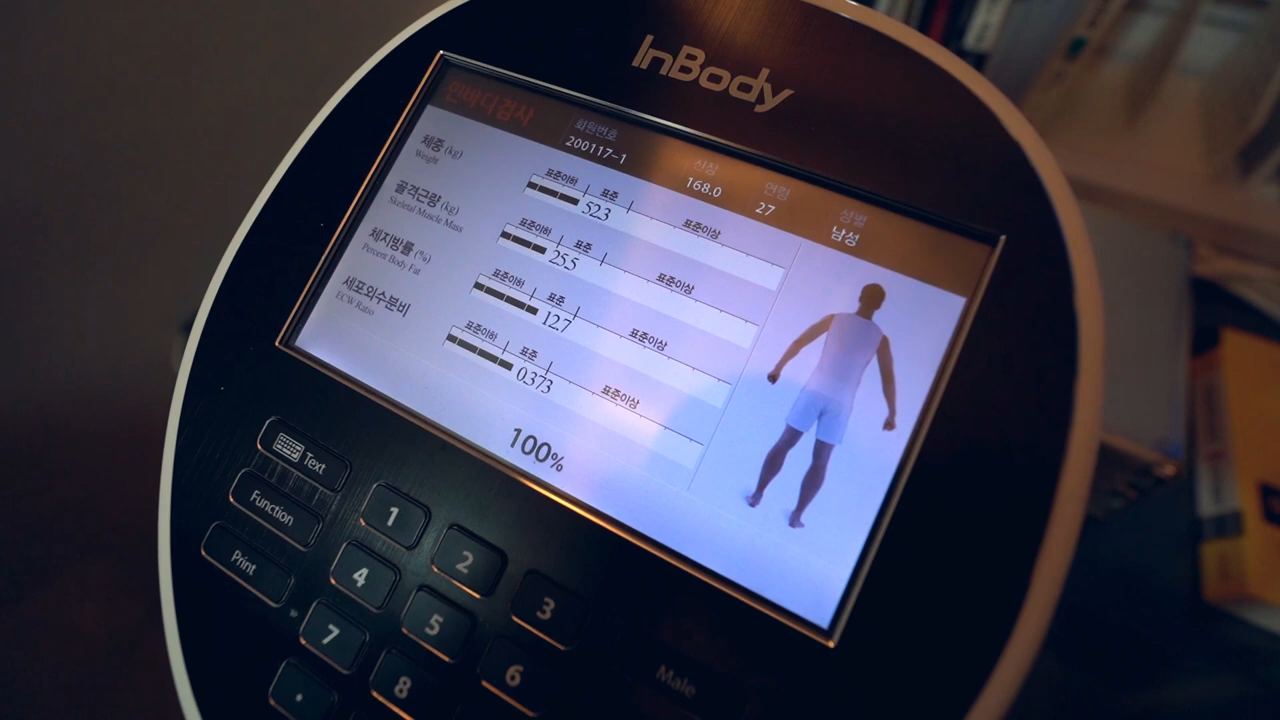 InBody
인바디검사
회원번호
200117-1
신장
168.0
연령
27
성별
남성
체중 (kg)
Weight
표준이하 표준 표준이상
52.3
골격근량 (kg)
Skeletal Muscle Mass
표준이하 표준 표준이상
25.5
체지방률 (%)
Percent Body Fat
표준이하 표준 표준이상
12.7
세포외수분비
ECW Ratio
표준이하 표준 표준이상
0.373
100%
Text
Function
Print
1
2
3
4
5
6
7
8
.
Male